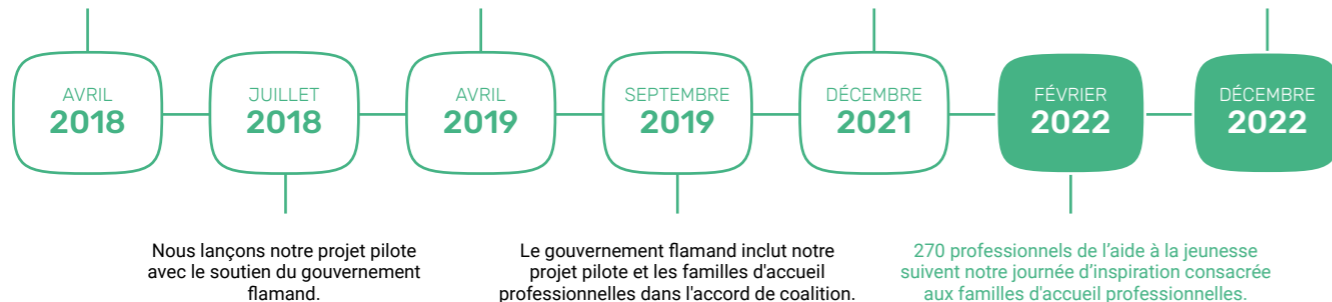 AVRIL
2018
JUILLET
2018
AVRIL
2019
SEPTEMBRE
2019
DÉCEMBRE
2021
FÉVRIER
2022
DÉCEMBRE
2022
Nous lançons notre projet pilote
avec le soutien du gouvernement
flamand.
Le gouvernement flamand inclut notre
projet pilote et les familles d'accueil
professionnelles dans l'accord de coalition.
270 professionnels de l’aide à la jeunesse
suivent notre journée d’inspiration consacrée
aux familles d'accueil professionnelles.